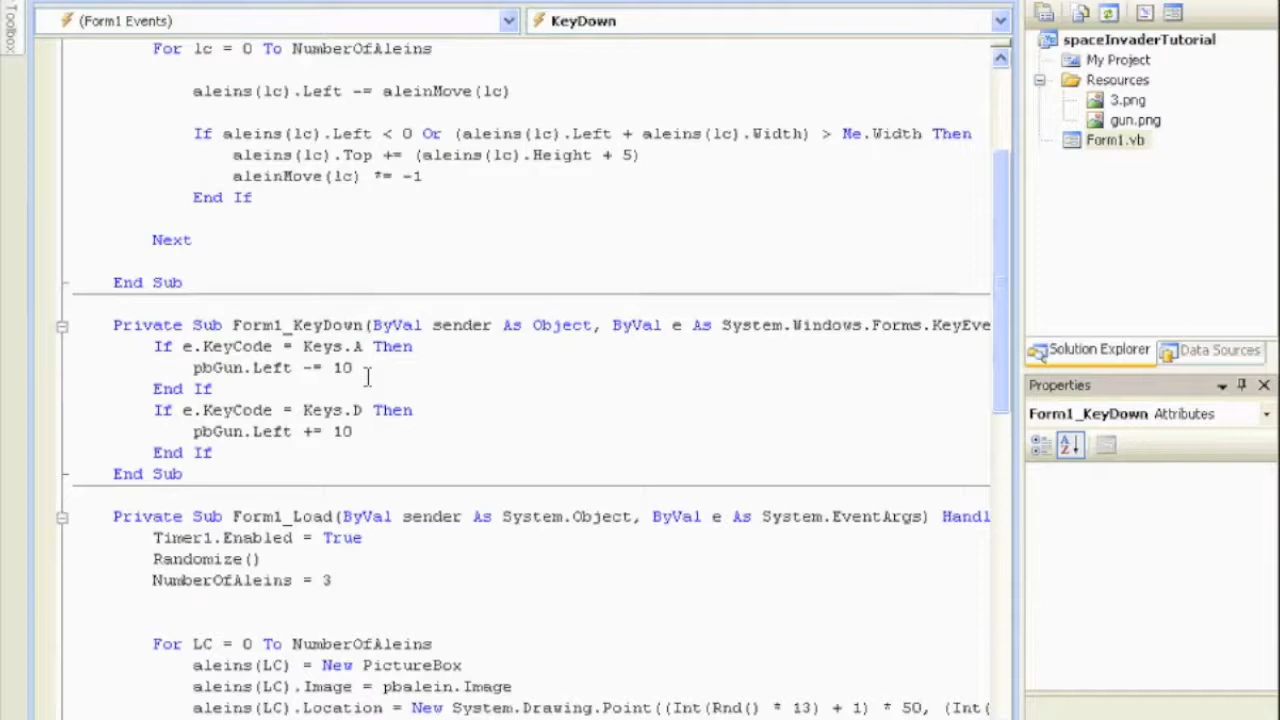 Toolbox
(Form1 Events)
KeyDown
For lc = 0 To NumberOfAleins
aleins(lc).Left -= aleinMove(lc)
If aleins(lc).Left < 0 Or (aleins(lc).Left + aleins(lc).Width) > Me.Width Then
aleins(lc).Top += (aleins(lc).Height + 5)
aleinMove(lc) *= -1
End If
Next
End Sub
Private Sub Form1_KeyDown(ByVal sender As Object, ByVal e As System.Windows.Forms.KeyEve
If e.KeyCode = Keys.A Then
pbGun.Left -= 10
End If
If e.KeyCode = Keys.D Then
pbGun.Left += 10
End If
End Sub
Private Sub Form1_Load(ByVal sender As System.Object, ByVal e As System.EventArgs) Handl
Timer1.Enabled = True
Randomize()
NumberOfAleins = 3
For LC = 0 To NumberOfAleins
aleins(LC) = New PictureBox
aleins(LC).Image = pbalein.Image
aleins(LC).Location = New System.Drawing.Point((Int(Rnd() * 13) + 1) * 50, (Int(
spaceInvaderTutorial
My Project
Resources
3.png
gun.png
Form1.vb
Solution Explorer
Data Sources
Properties
Form1_KeyDown Attributes